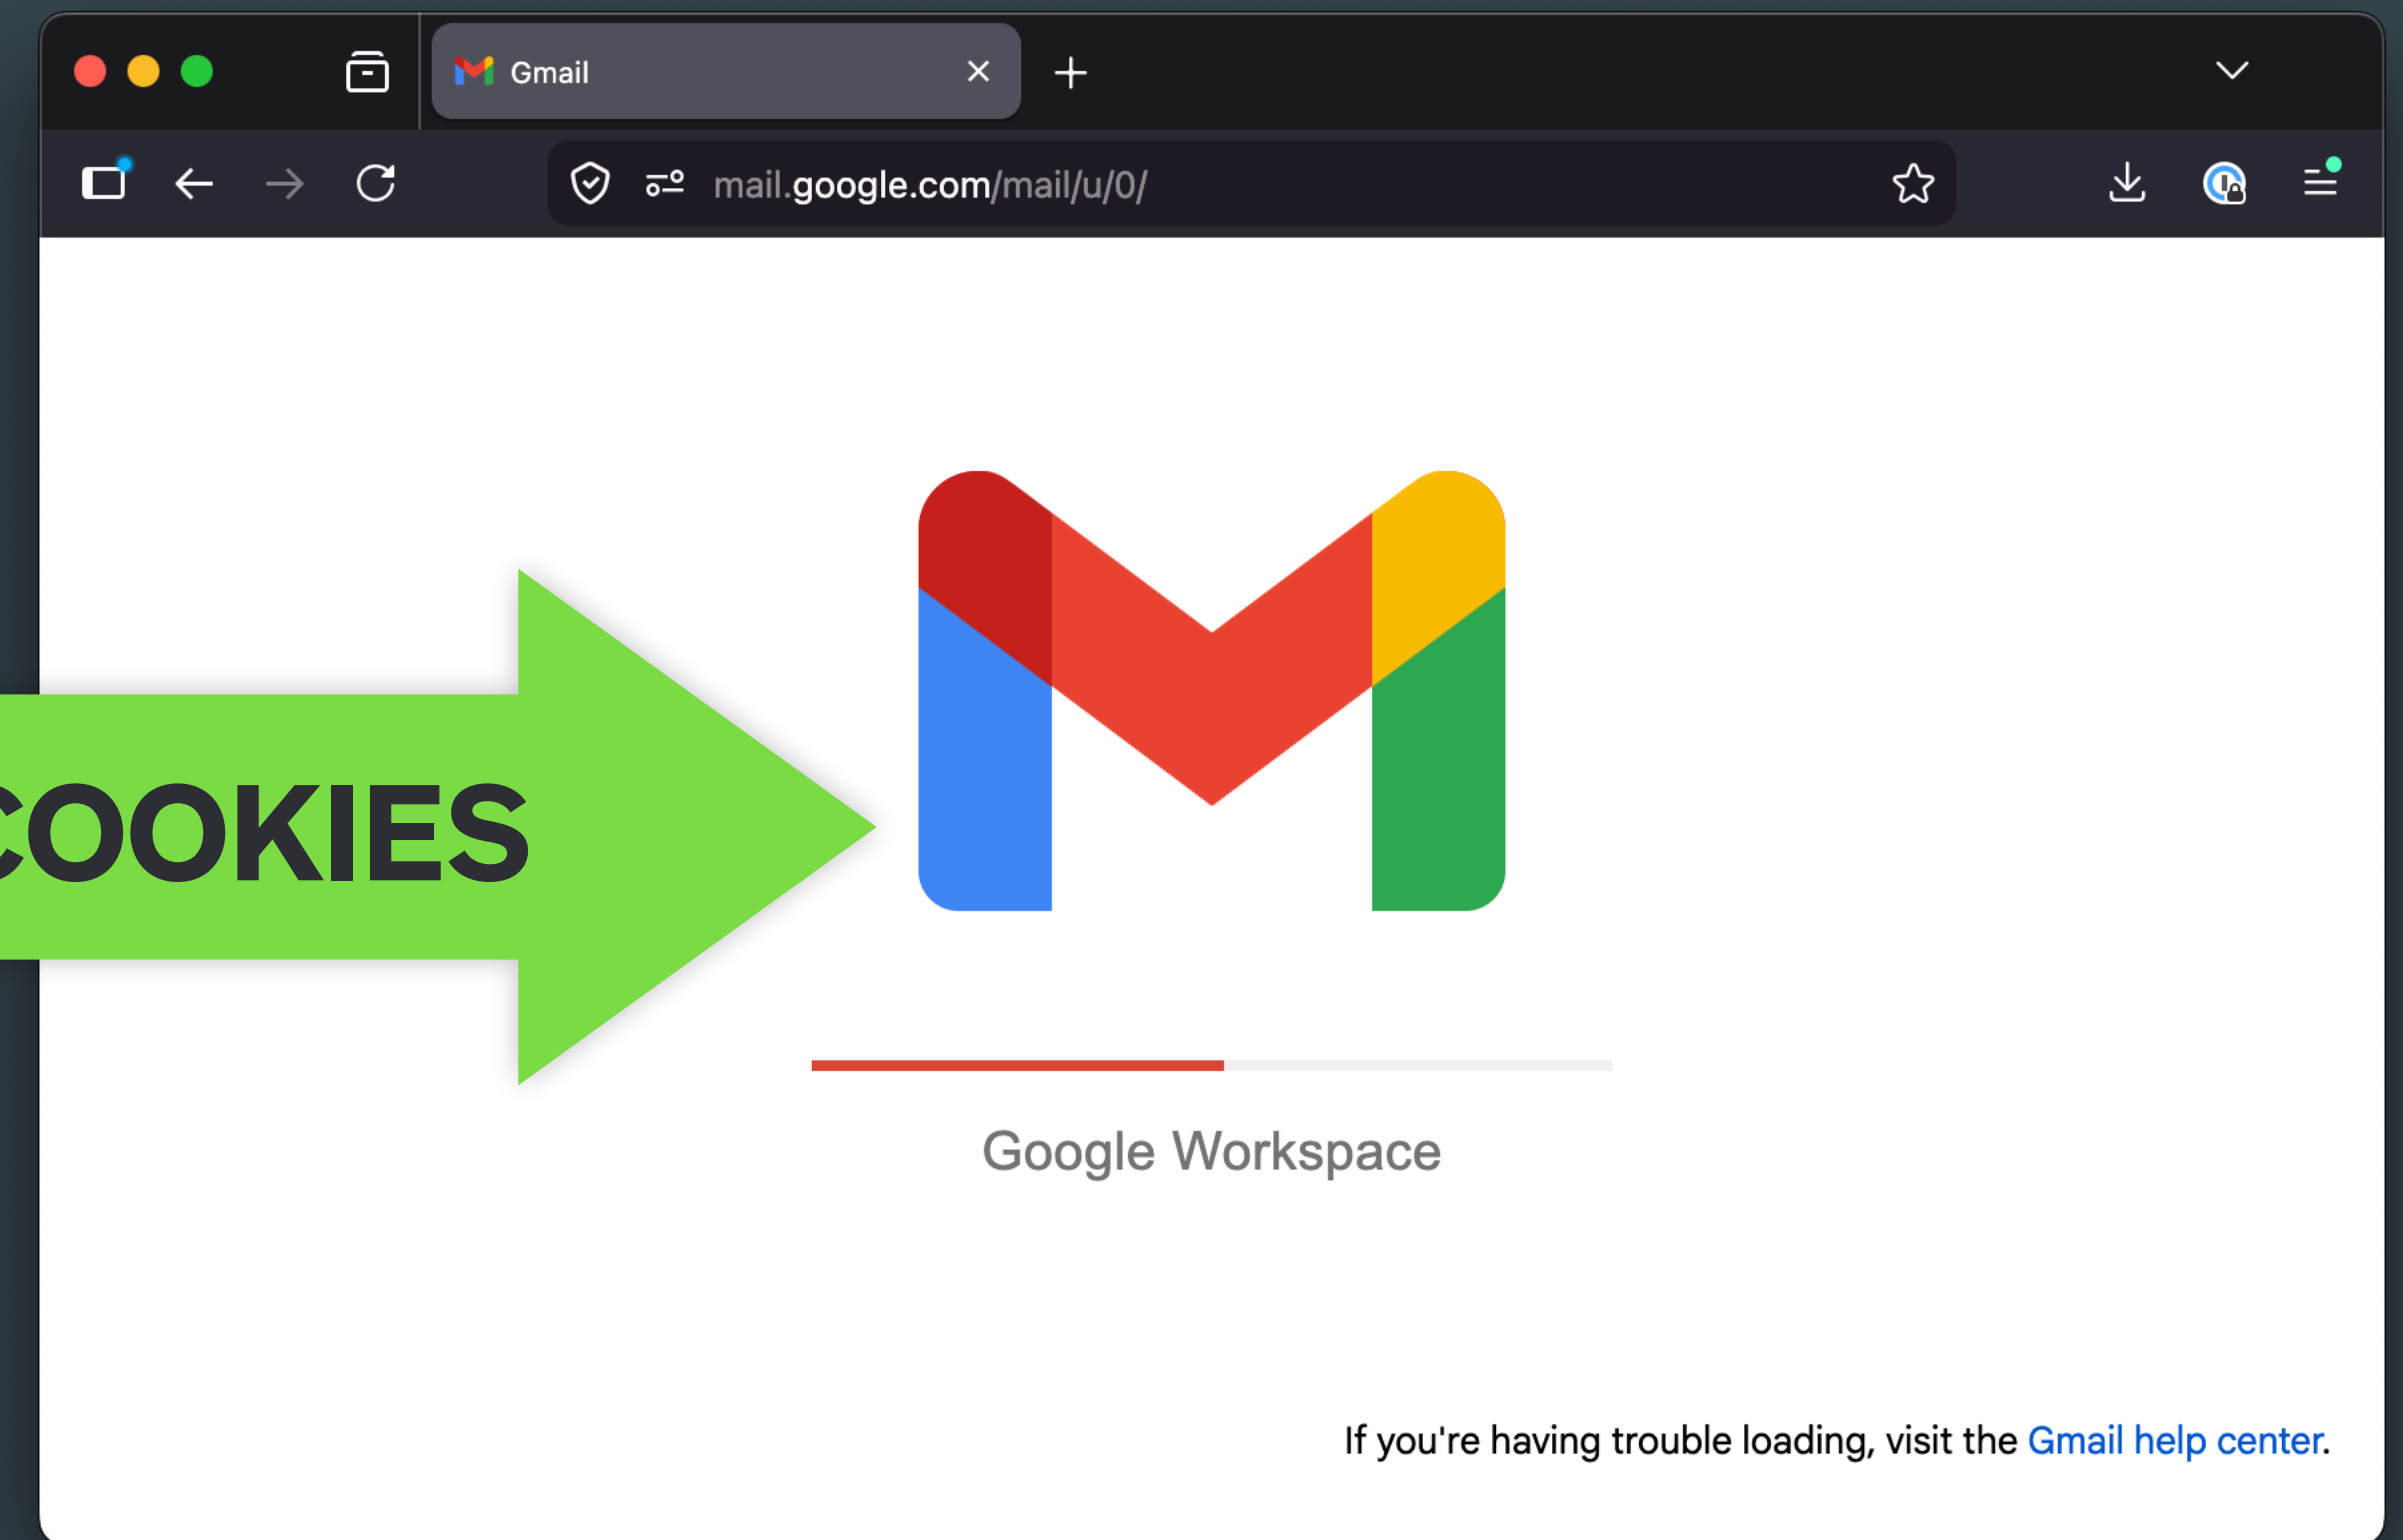 Gmail
mail.google.com/mail/u/0/
COOKIES
Google Workspace
If you're having trouble loading, visit the Gmail help center.